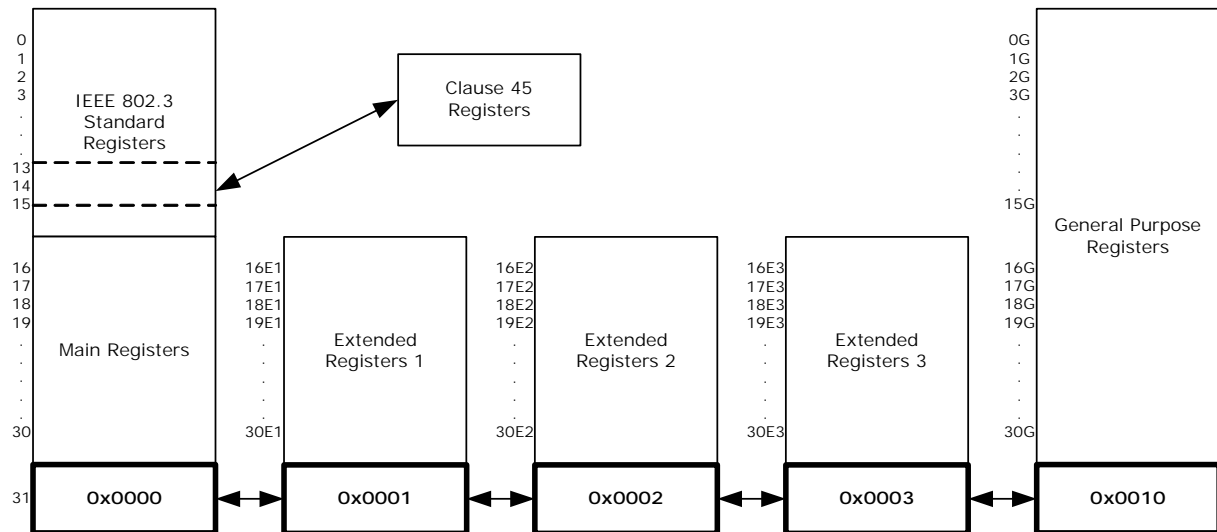 0
1
2
3
.
.
.
13
14
15
IEEE 802.3
Standard
Registers
Clause 45
Registers
16
17
18
19
.
.
.
.
.
30
Main Registers
16E1
17E1
18E1
19E1
.
.
.
.
.
30E1
Extended
Registers 1
16E2
17E2
18E2
19E2
.
.
.
.
.
30E2
Extended
Registers 2
16E3
17E3
18E3
19E3
.
.
.
.
.
30E3
Extended
Registers 3
0G
1G
2G
3G
.
.
.
.
.
15G
General Purpose
Registers
16G
17G
18G
19G
.
.
.
.
.
30G
31
0x0000
0x0001
0x0002
0x0003
0x0010